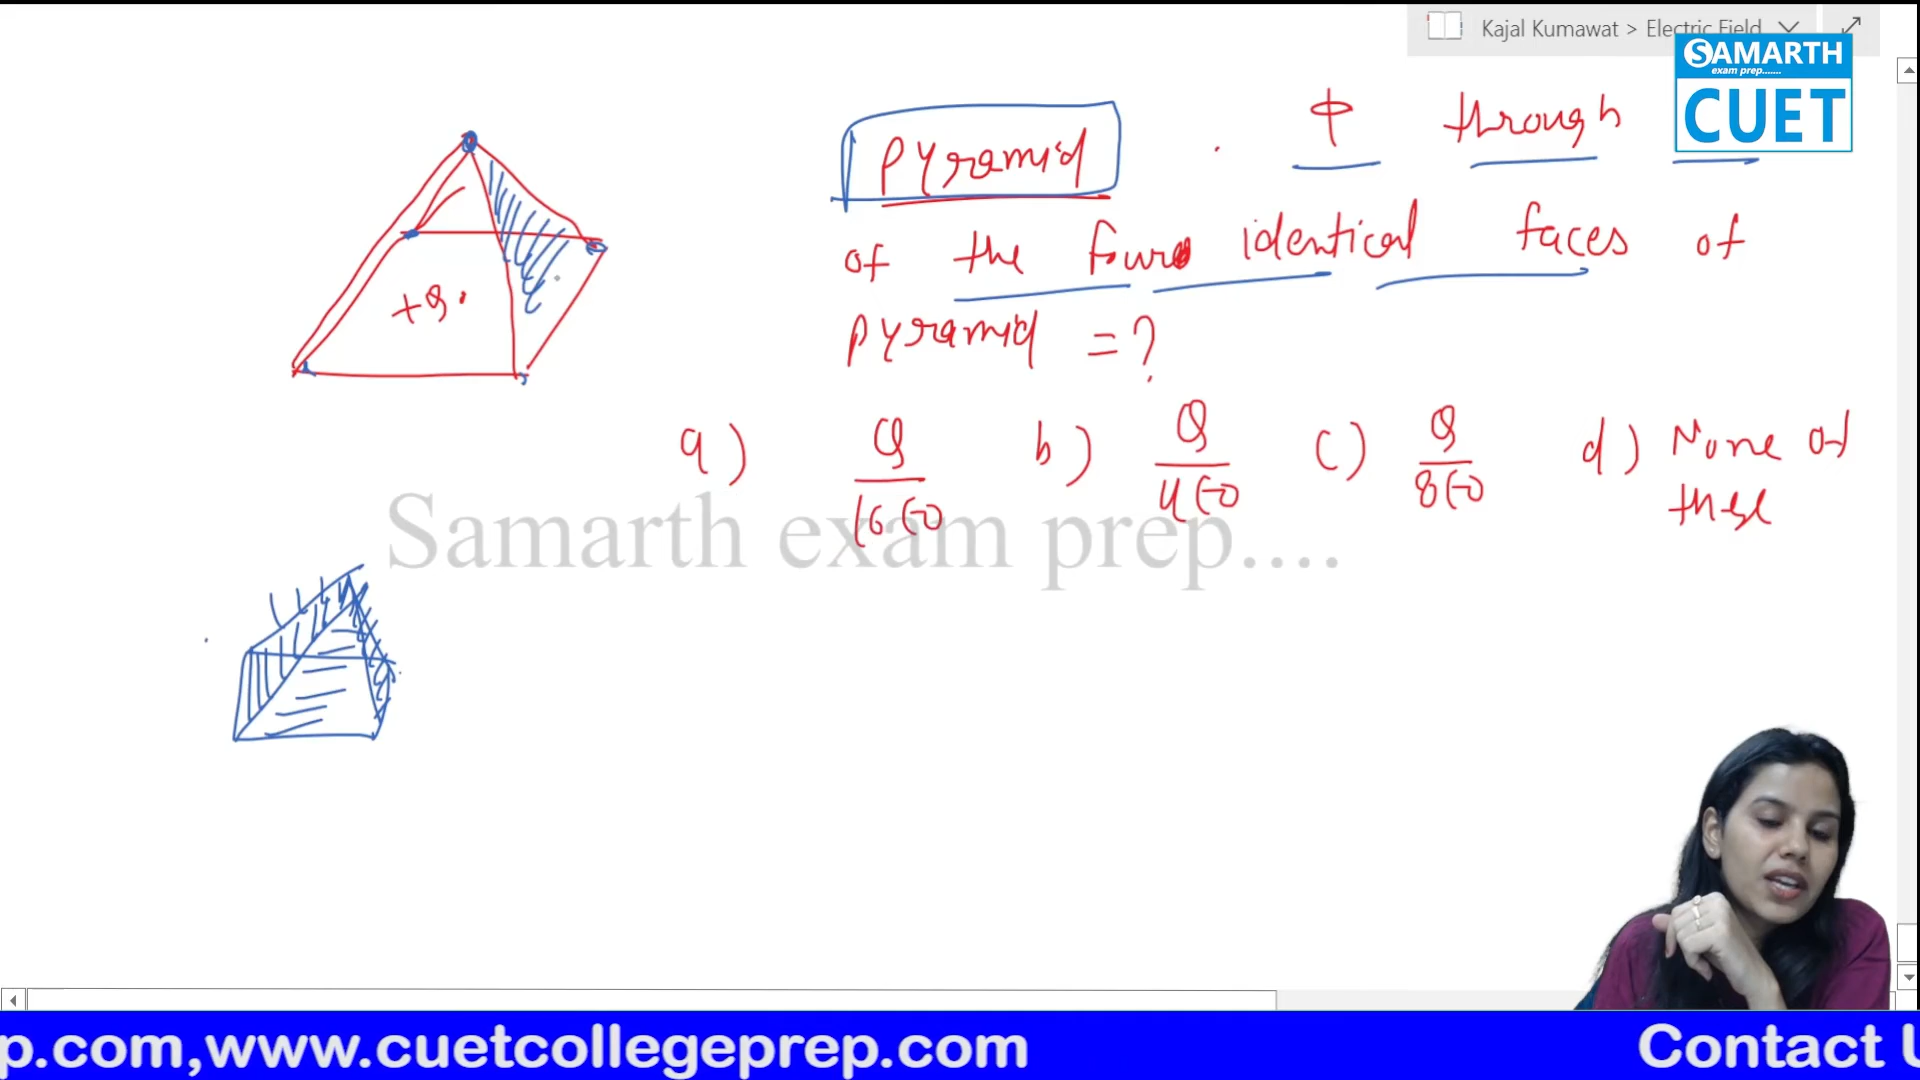 Kajal Kumawat > Electric Field
SAMARTH
exam prep.......
CUET
Pyramid . ϕ through
of the four identical faces of
pyramid = ?
+Q .
a) Q/16ϵ0 b) Q/4ϵ0 c) Q/8ϵ0 d) None of
these
Samarth exam prep....
p.com,www.cuetcollegeprep.com
Contact U